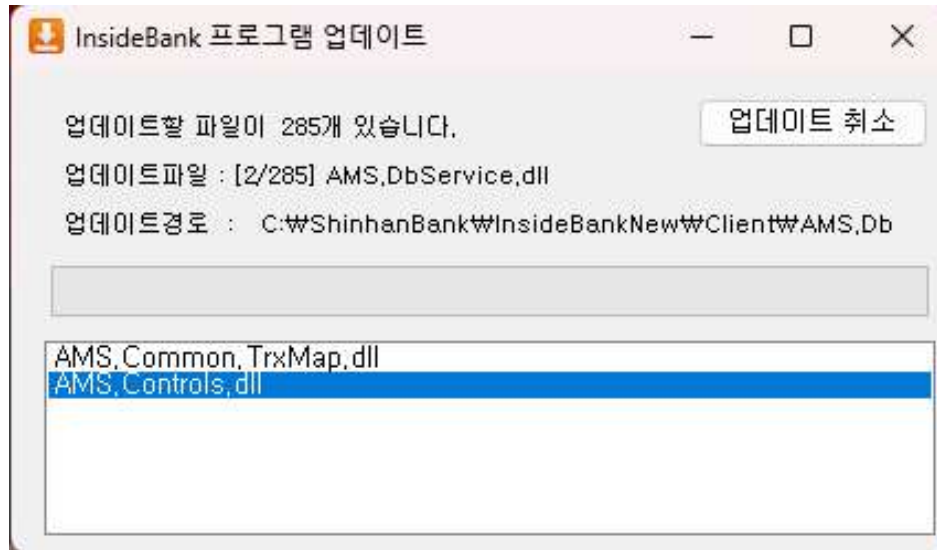 InsideBank 프로그램 업데이트
업데이트할 파일이 285개 있습니다.
업데이트 취소
업데이트파일 : [2/285] AMS.DbService.dll
업데이트경로 : C:₩ShinhanBank₩InsideBankNew₩Client₩AMS.Db
AMS.Common.TrxMap.dll
AMS.Controls.dll